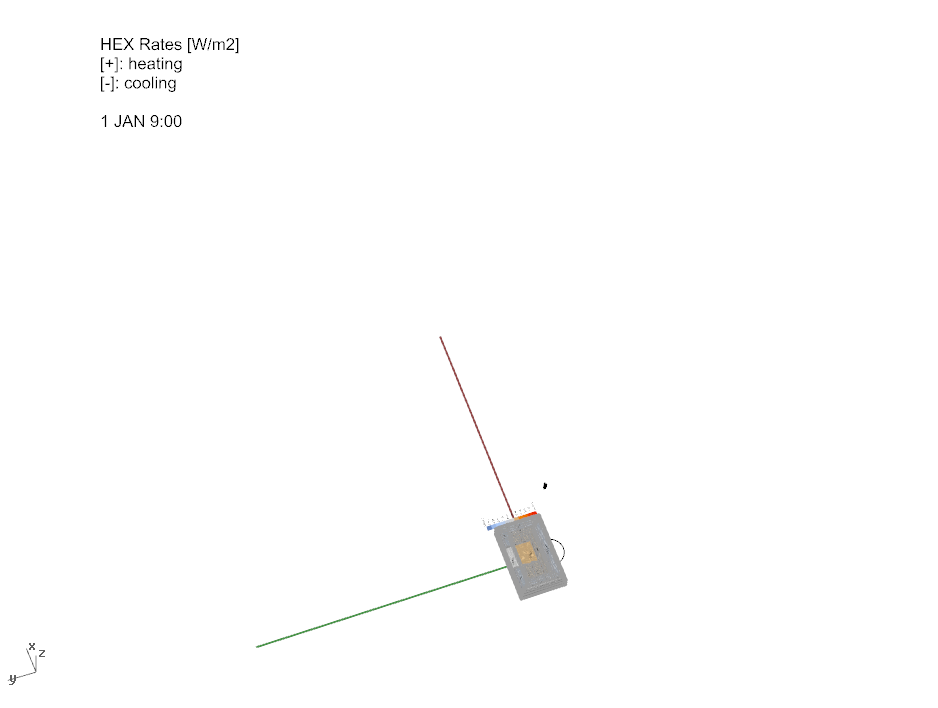 HEX Rates [W/m2]
[+]: heating
[-]: cooling
1 JAN 9:00
x
z
y